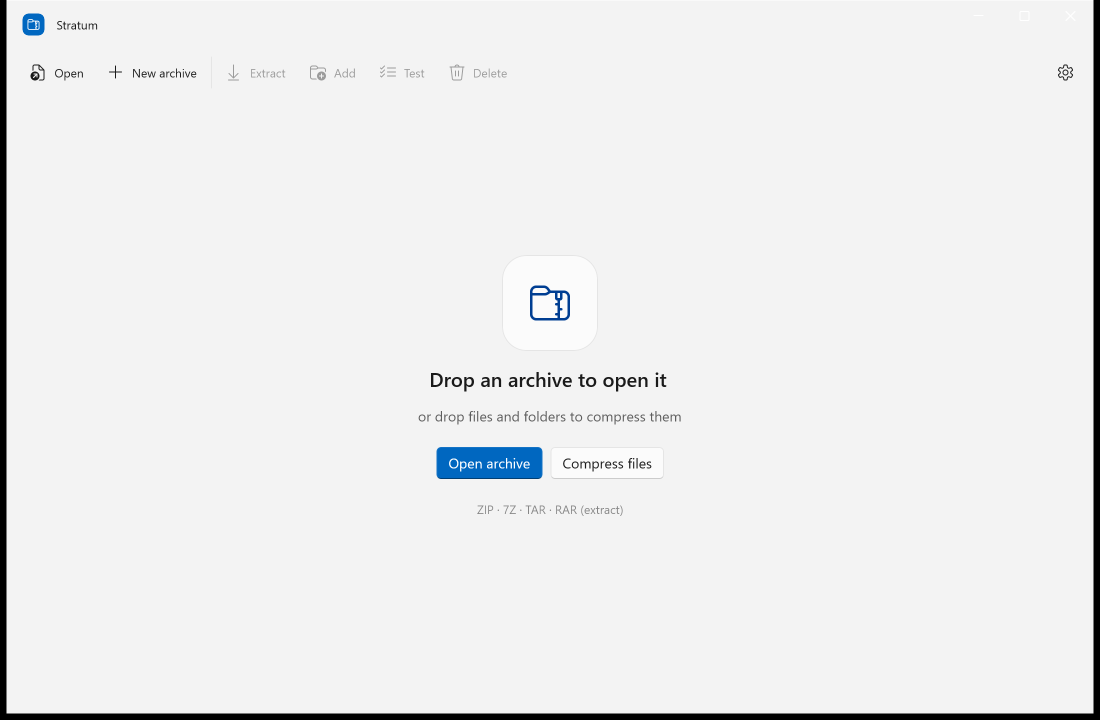 Stratum
Open New archive Extract Add Test Delete
Drop an archive to open it
or drop files and folders to compress them
Open archive Compress files
ZIP · 7Z · TAR · RAR (extract)